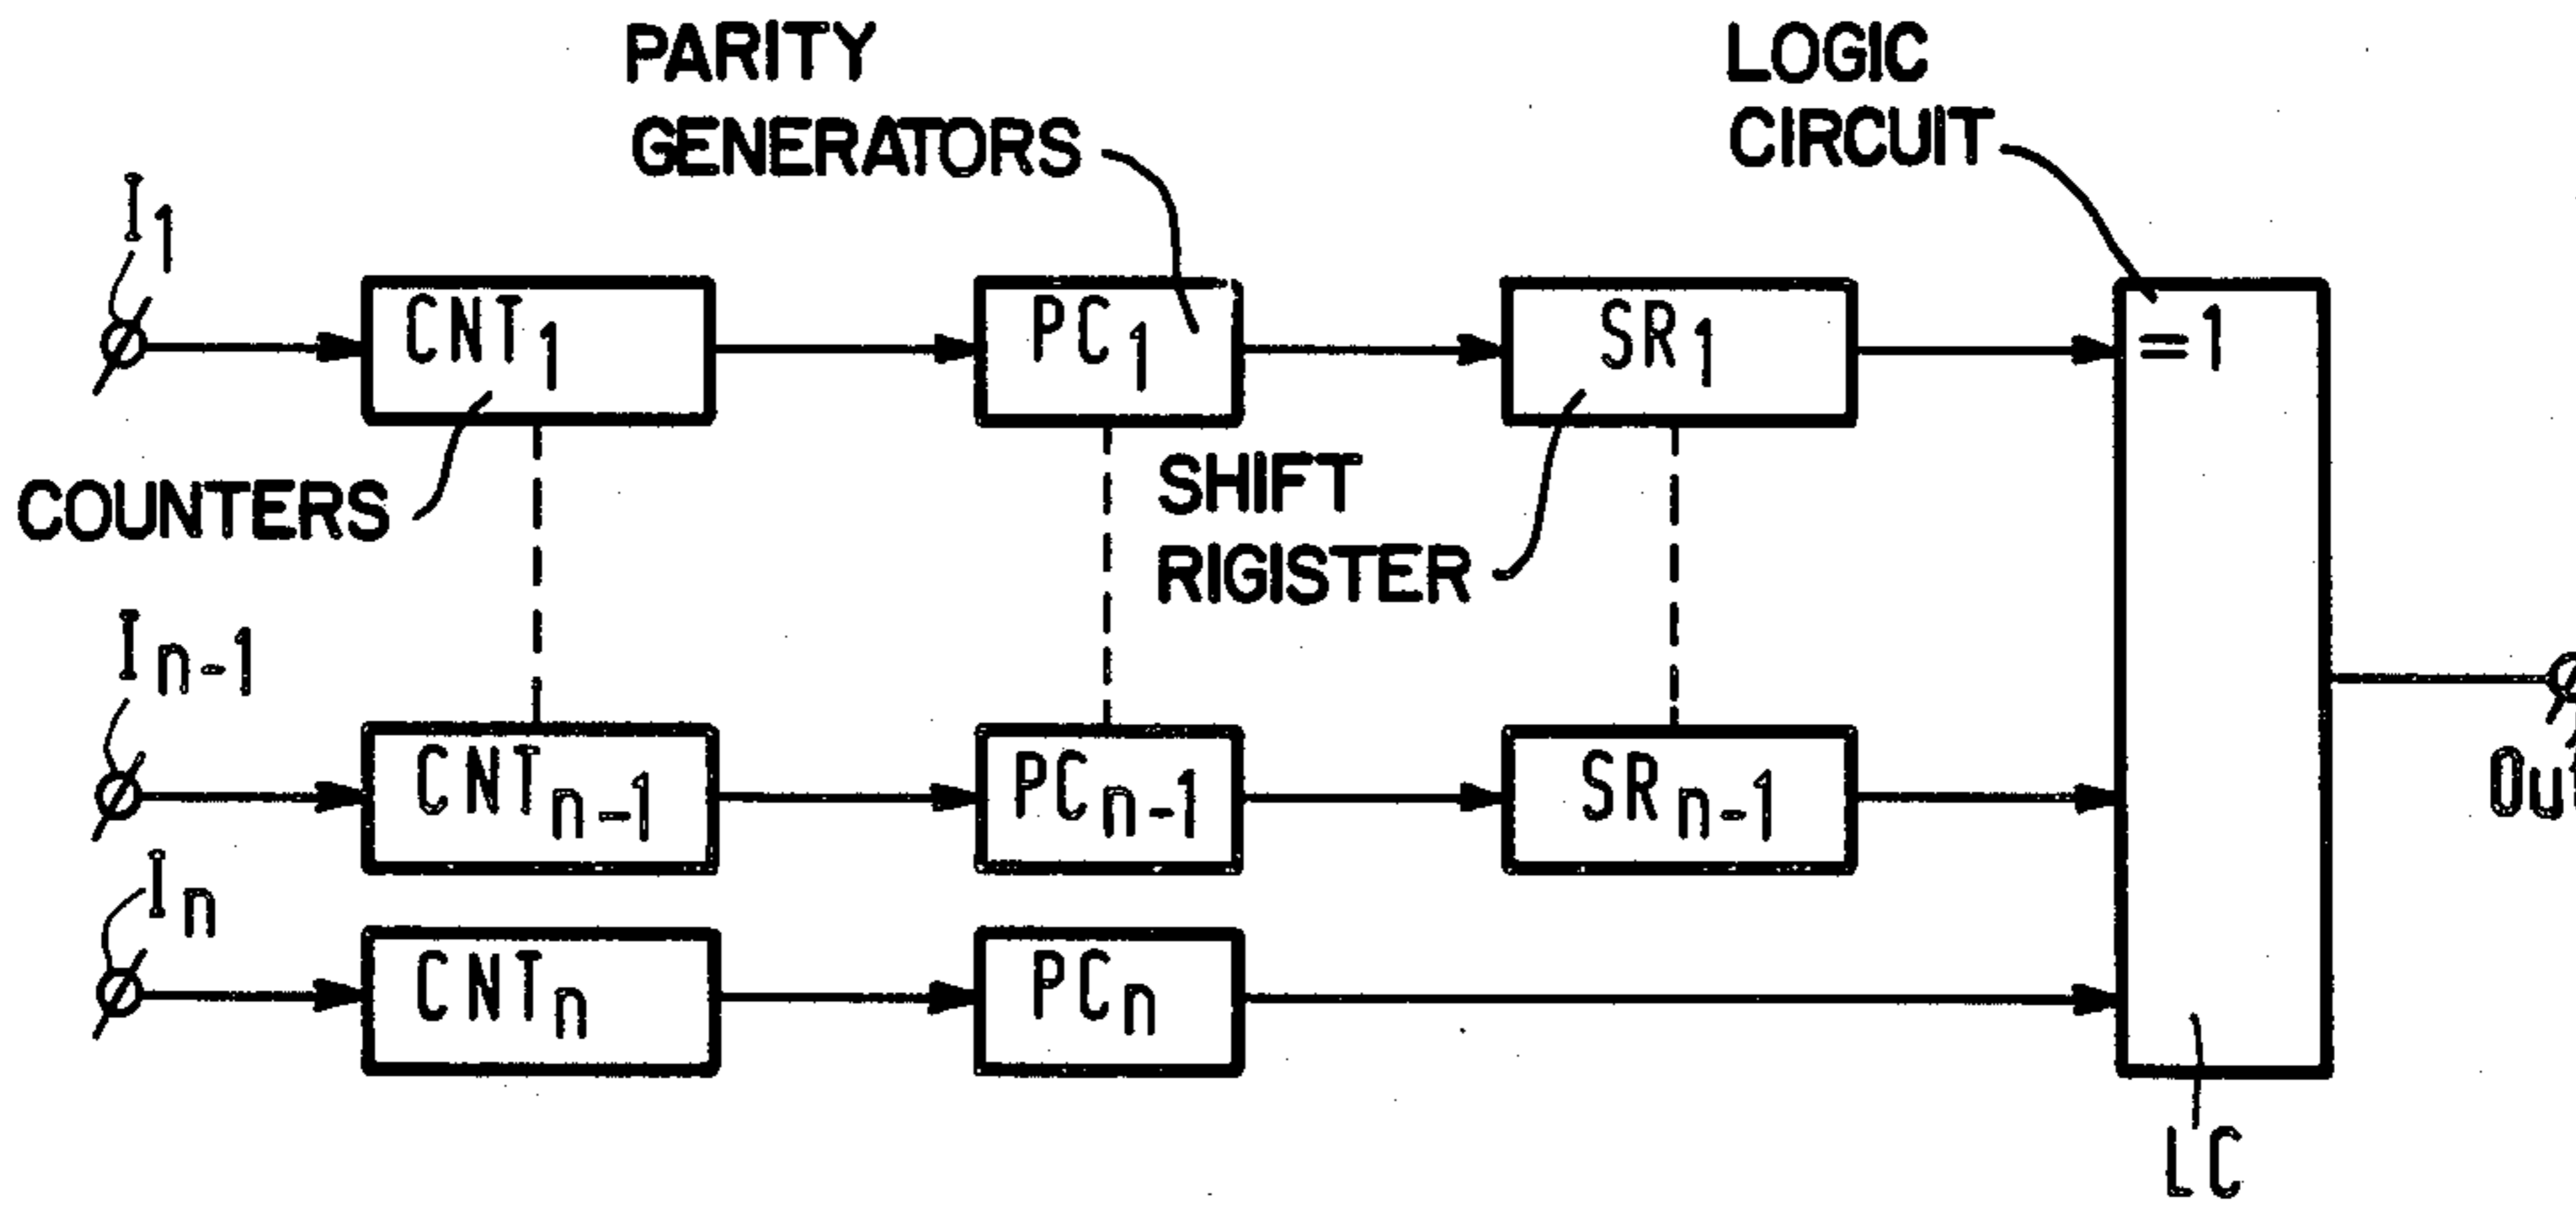 PARITY
GENERATORS
LOGIC
CIRCUIT
I1
CNT1
PC1
SR1
=1
COUNTERS
SHIFT
RIGISTER
In-1
CNTn-1
PCn-1
SRn-1
In
CNTn
PCn
LC